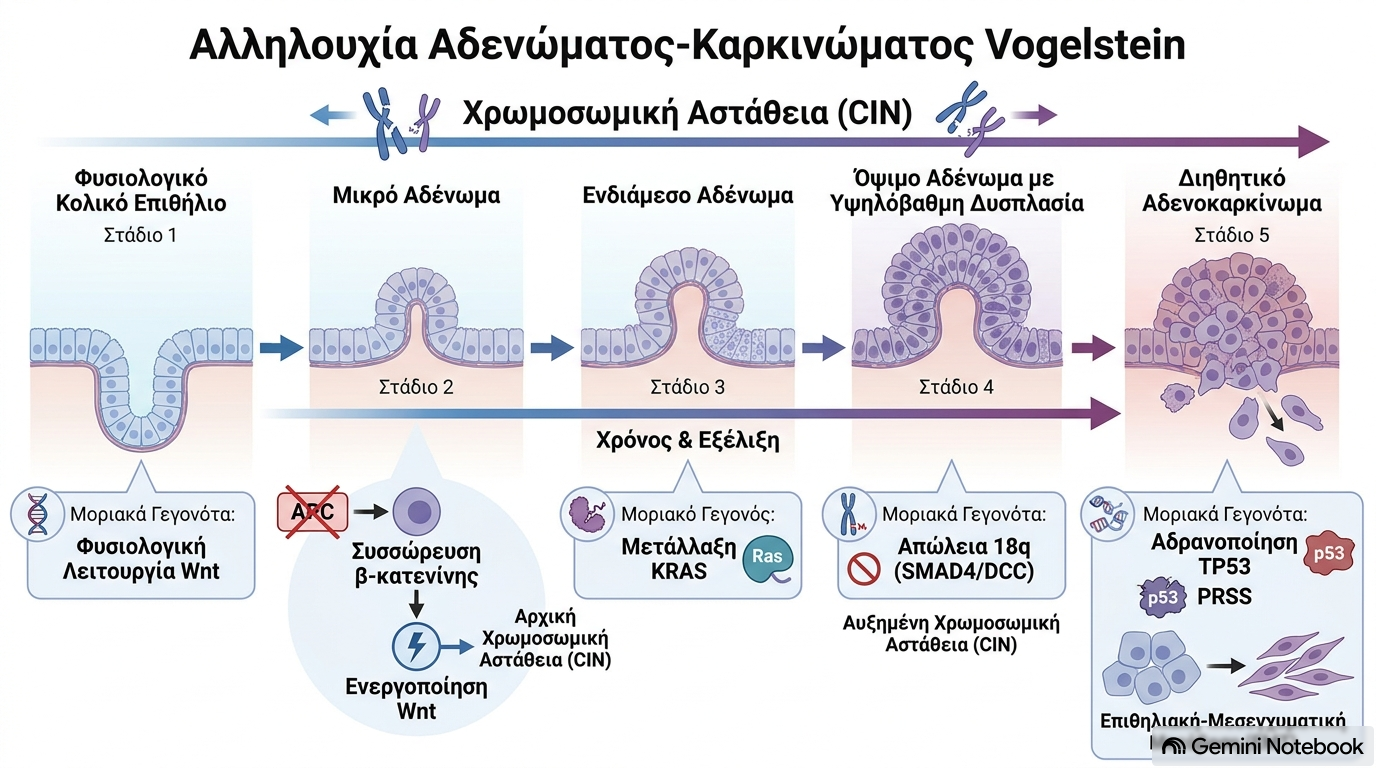 Αλληλουχία Αδενώματος-Καρκινώματος Vogelstein
Χρωμοσωμική Αστάθεια (CIN)
Φυσιολογικό
Κολικό Επιθήλιο
Στάδιο 1
Μικρό Αδένωμα
Στάδιο 2
Ενδιάμεσο Αδένωμα
Στάδιο 3
Όψιμο Αδένωμα με
Υψηλόβαθμη Δυσπλασία
Στάδιο 4
Διηθητικό
Αδενοκαρκίνωμα
Στάδιο 5
Χρόνος & Εξέλιξη
Μοριακά Γεγονότα:
Φυσιολογική
Λειτουργία Wnt
APC
Συσσώρευση
β-κατενίνης
Ενεργοποίηση
Wnt
Αρχική
Χρωμοσωμική
Αστάθεια (CIN)
Μοριακό Γεγονός:
Μετάλλαξη
KRAS
Ras
Μοριακά Γεγονότα:
Απώλεια 18q
(SMAD4/DCC)
Αυξημένη Χρωμοσωμική
Αστάθεια (CIN)
Μοριακά Γεγονότα:
Αδρανοποίηση
TP53
p53
p53
PRSS
Επιθηλιακή-Μεσενχυματική
Gemini Notebook